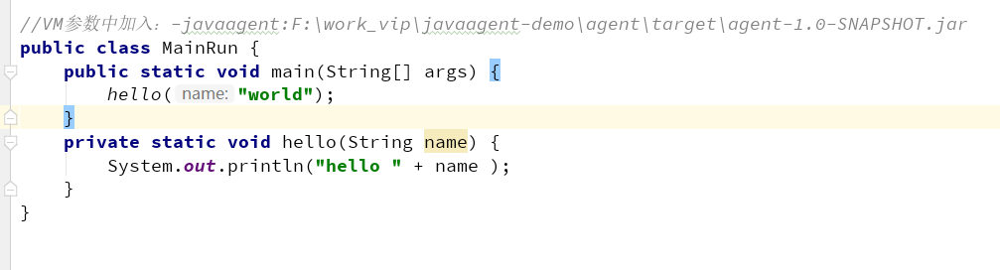 //VM参数中加入：-javaagent:F:\work_vip\javaagent-demo\agent\target\agent-1.0-SNAPSHOT.jar
public class MainRun {
    public static void main(String[] args) {
        hello( name: "world");
    }
    private static void hello(String name) {
        System.out.println("hello " + name );
    }
}